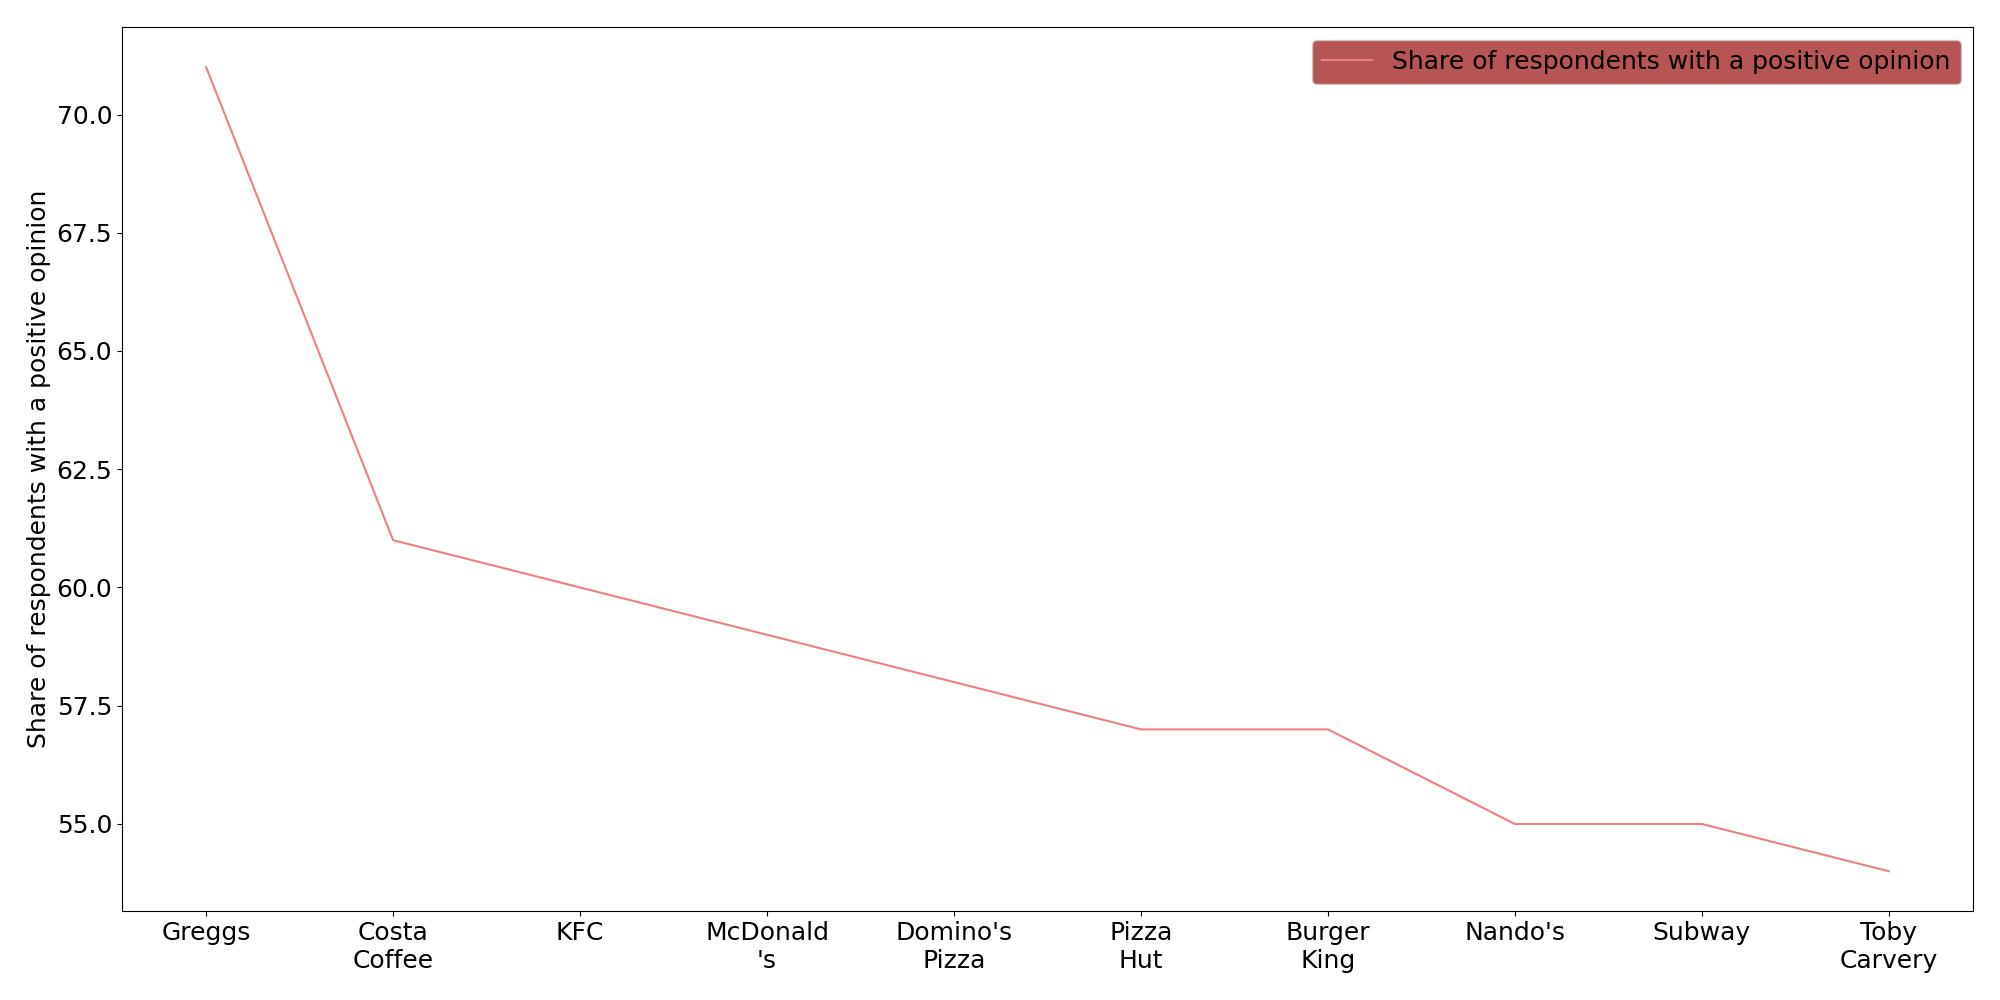 Share of respondents with a positive opinion
Share of respondents with a positive opinion
70.0
67.5
65.0
62.5
60.0
57.5
55.0
Greggs
Costa
Coffee
KFC
McDonald
's
Domino's
Pizza
Pizza
Hut
Burger
King
Nando's
Subway
Toby
Carvery